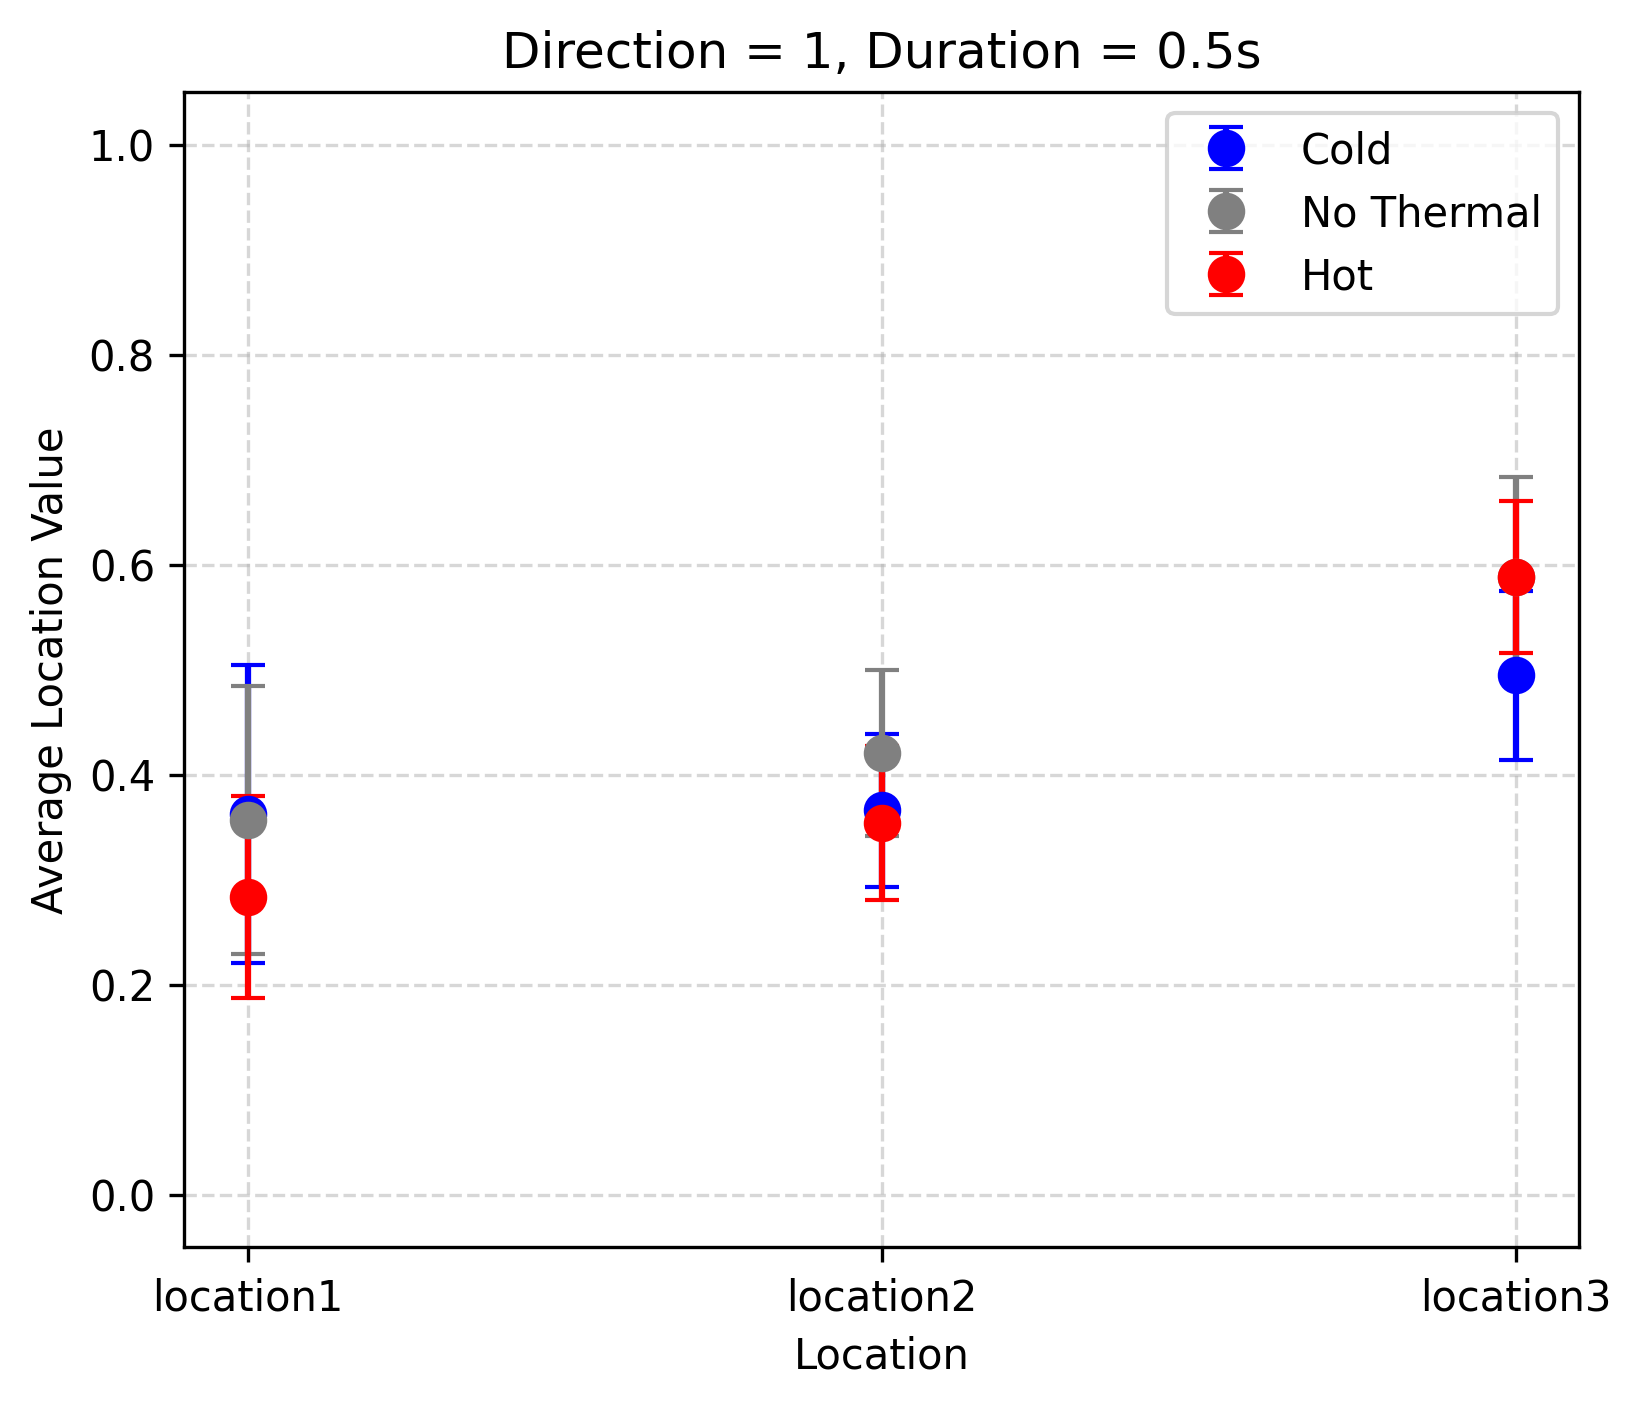 Direction = 1, Duration = 0.5s
Cold
No Thermal
Hot
1.0
0.8
0.6
0.4
0.2
0.0
Average Location Value
location1
location2
location3
Location